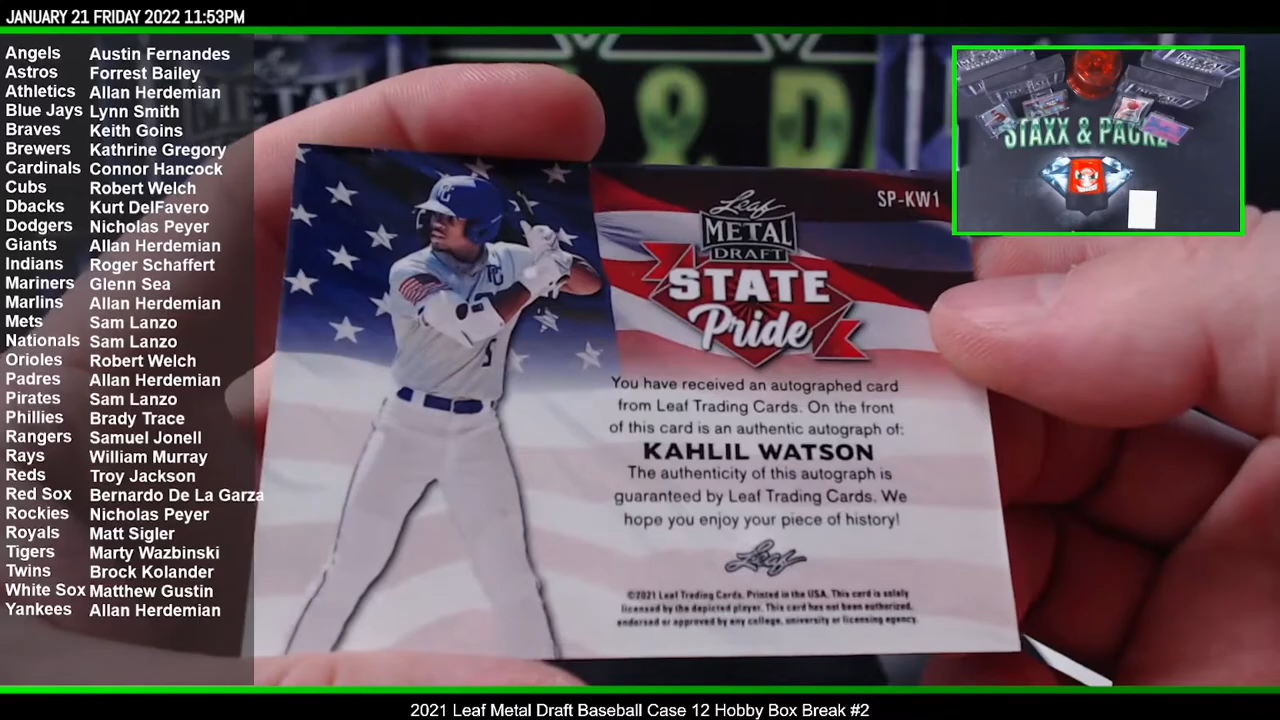 JANUARY 21 FRIDAY 2022 11:53PM
Angels Austin Fernandes
Astros Forrest Bailey
Athletics Allan Herdemian
Blue Jays Lynn Smith
Braves Keith Goins
Brewers Kathrine Gregory
Cardinals Connor Hancock
Cubs Robert Welch
Dbacks Kurt DelFavero
Dodgers Nicholas Peyer
Giants Allan Herdemian
Indians Roger Schaffert
Mariners Glenn Sea
Marlins Allan Herdemian
Mets Sam Lanzo
Nationals Sam Lanzo
Orioles Robert Welch
Padres Allan Herdemian
Pirates Sam Lanzo
Phillies Brady Trace
Rangers Samuel Jonell
Rays William Murray
Reds Troy Jackson
Red Sox Bernardo De La Garza
Rockies Nicholas Peyer
Royals Matt Sigler
Tigers Marty Wazbinski
Twins Brock Kolander
White Sox Matthew Gustin
Yankees Allan Herdemian
METAL
& D
STAXX & PACK
SP-KW1
Leaf
METAL
DRAFT
STATE
Pride
You have received an autographed card
from Leaf Trading Cards. On the front
of this card is an authentic autograph of:
KAHLIL WATSON
The authenticity of this autograph is
guaranteed by Leaf Trading Cards. We
hope you enjoy your piece of history!
Leaf
©2021 Leaf Trading Cards. Printed in the USA. This card is solely
licensed by the depicted player. This card has not been authorized,
endorsed or approved by any college, university or licensing agency.
5
2021 Leaf Metal Draft Baseball Case 12 Hobby Box Break #2